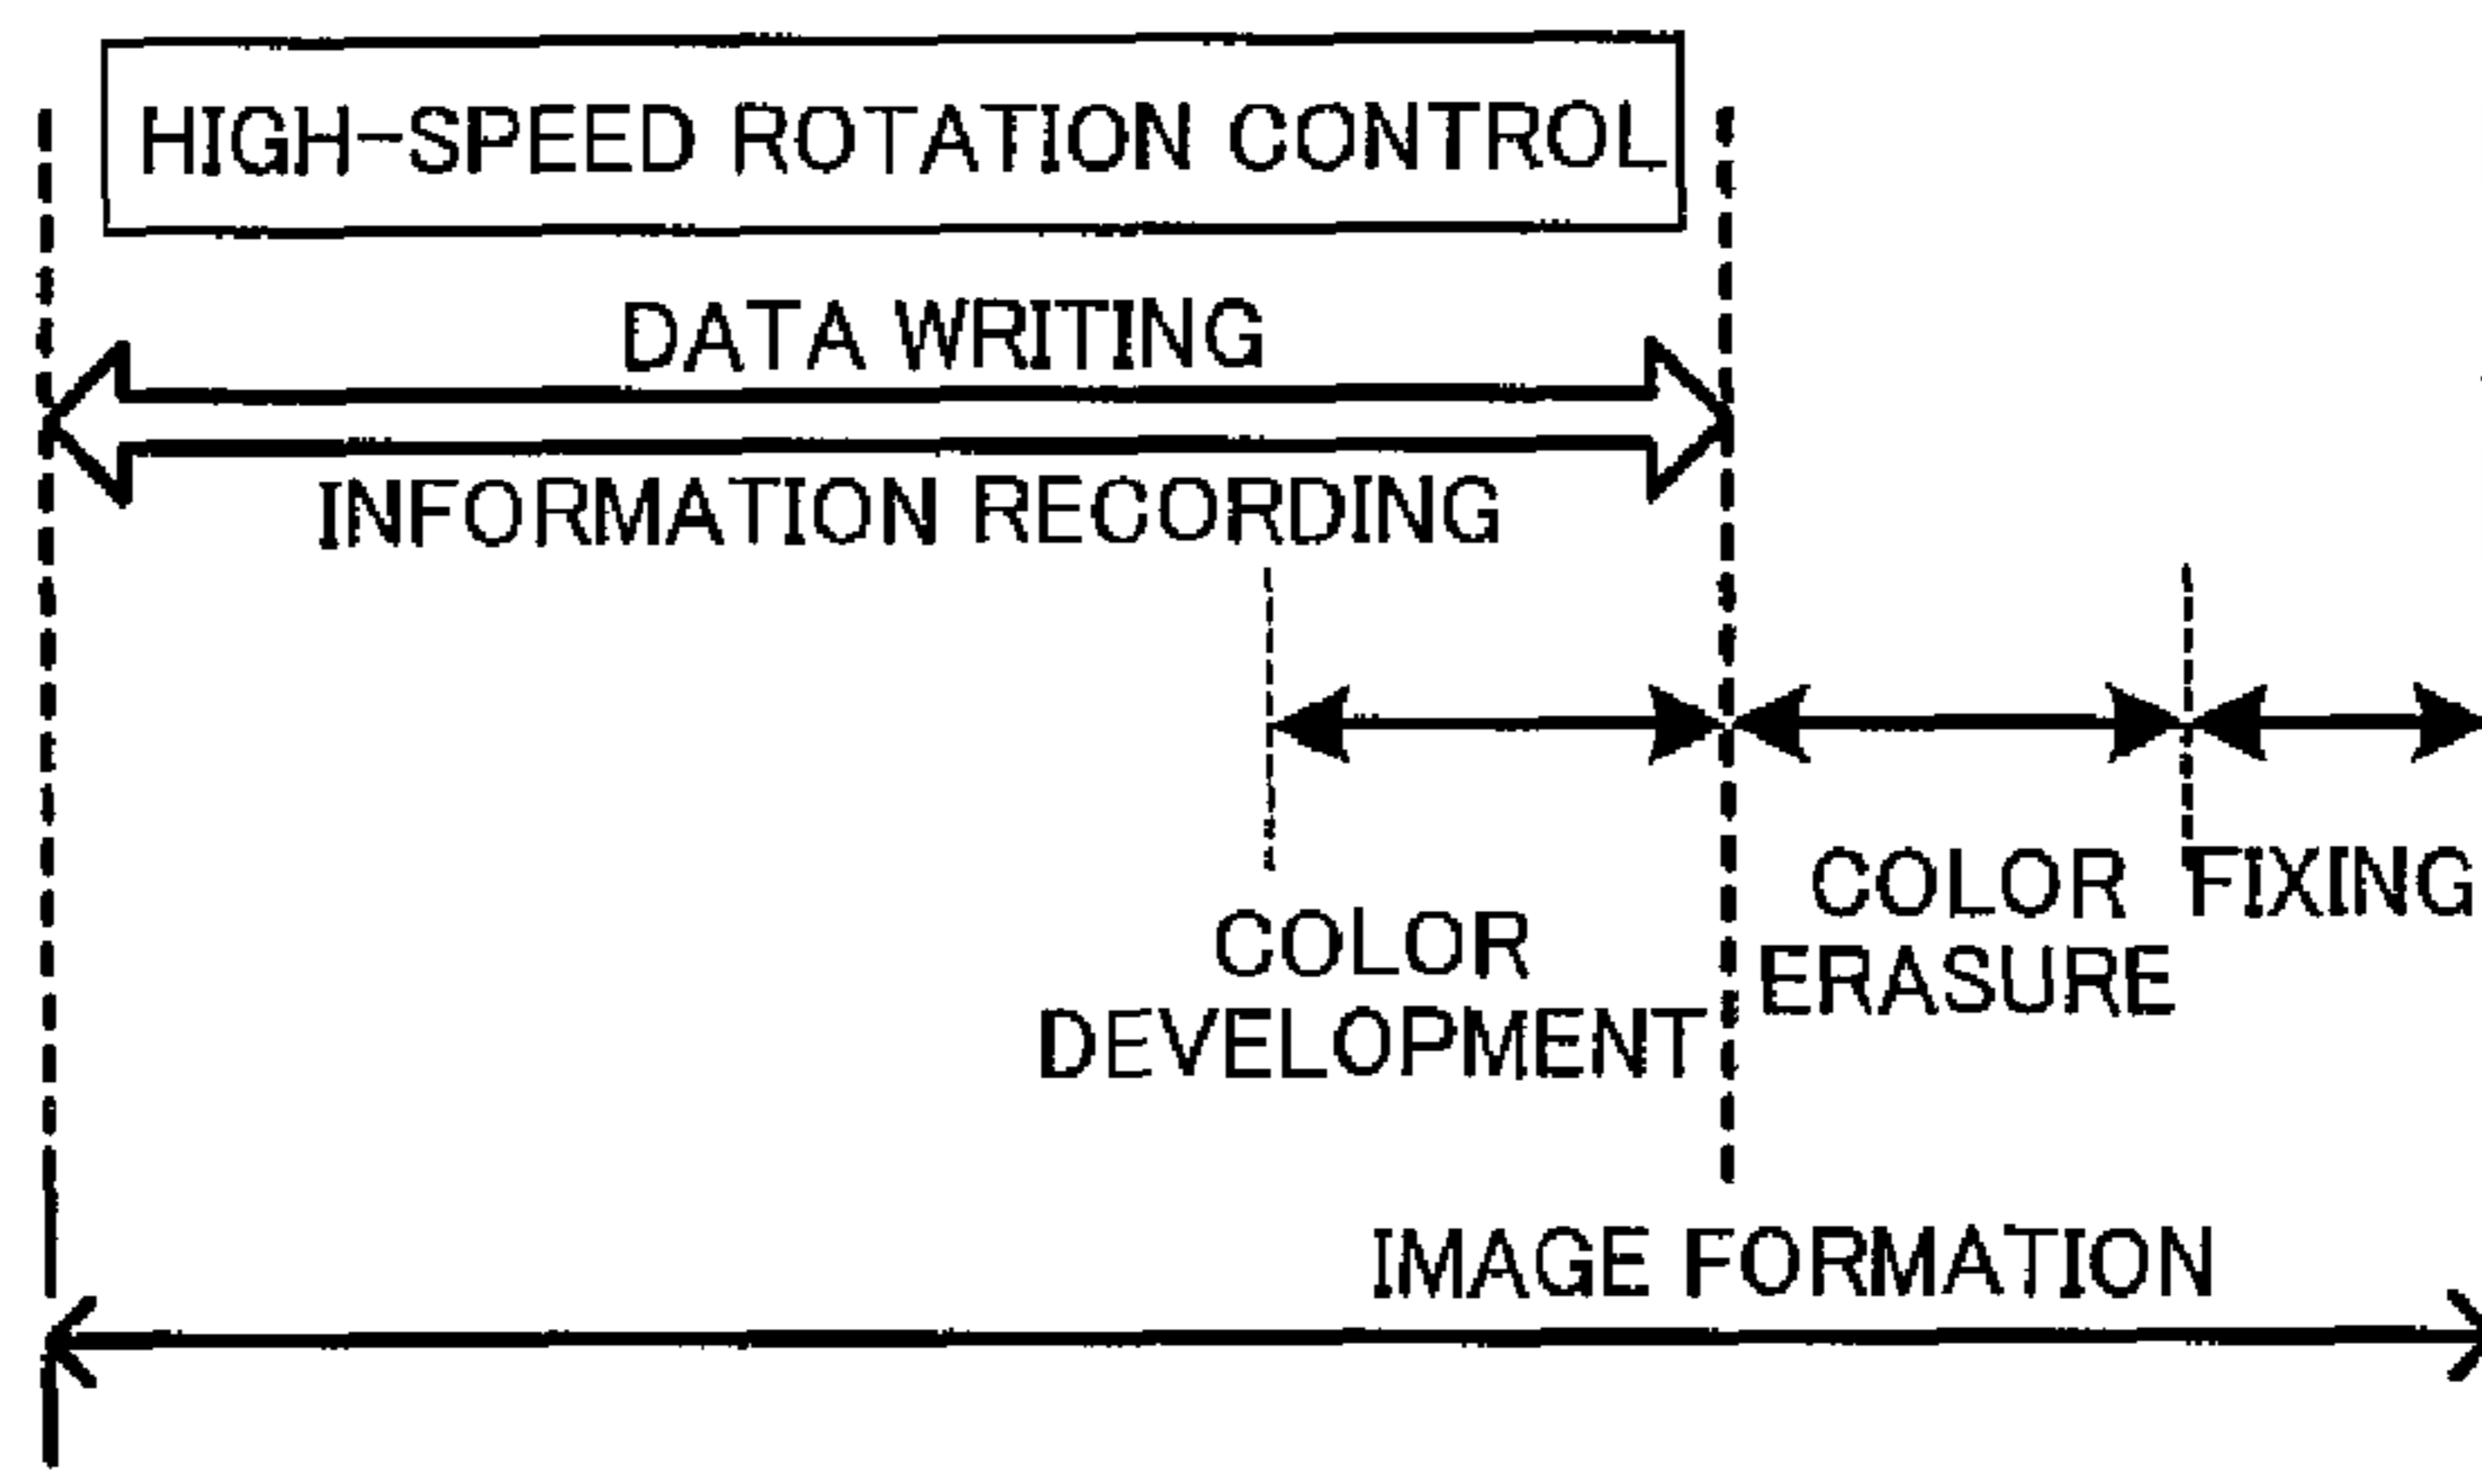 HIGH-SPEED ROTATION CONTROL
DATA WRITING
INFORMATION RECORDING
COLOR
DEVELOPMENT
COLOR
ERASURE
FIXING
IMAGE FORMATION